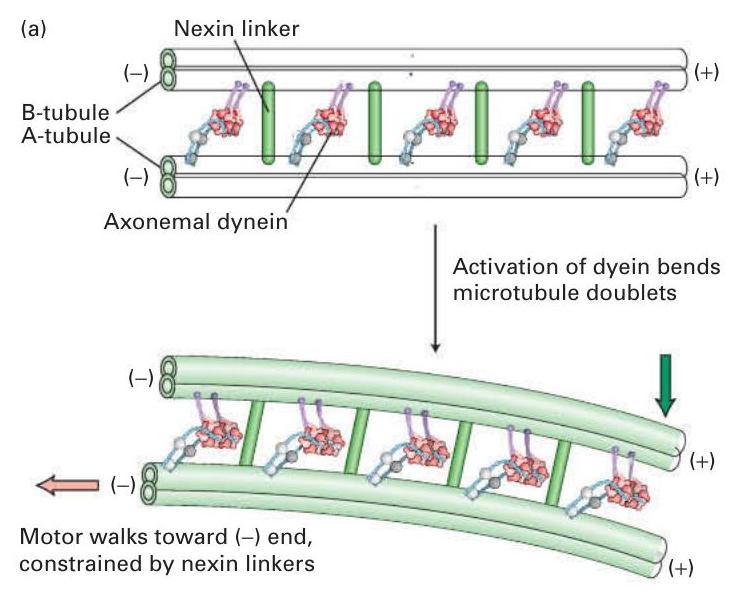 (a)
Nexin linker
(–)
(+)
B-tubule
A-tubule
(–)
(+)
Axonemal dynein
Activation of dyein bends
microtubule doublets
(–)
(+)
(–)
Motor walks toward (–) end,
constrained by nexin linkers
(+)